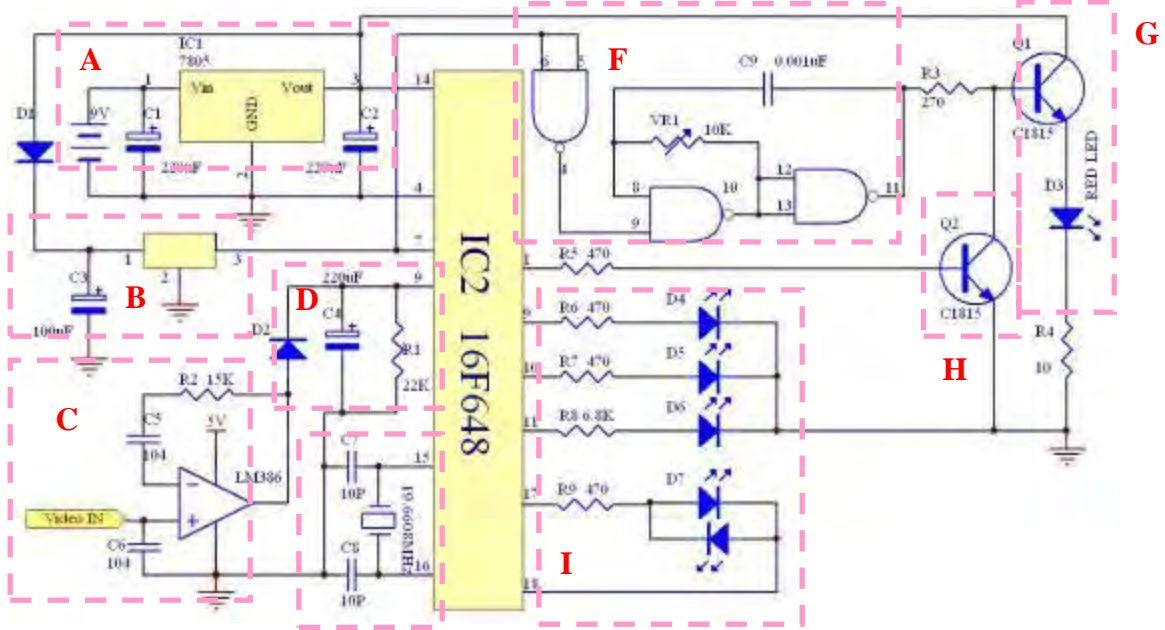 A
IC1
7805
1
Vin
Vout
3
GND
2
9V
C1
220uF
C2
220uF
D1
14
4
7
9
15
16
IC2 16F648
1
9
10
11
17
18
B
1
2
3
C3
100uF
C
R2 15K
C5
104
5V
LM386
Video IN
C6
104
D
220uF
C4
D2
R1
22K
C7
10P
C8
10P
F
6
5
4
C9 0.001uF
VR1
10K
8
9
10
12
13
11
R3
270
G
Q1
C1815
D3
RED LED
R4
10
H
Q2
C1815
R5 470
I
R6 470
D4
R7 470
D5
R8 6.8K
D6
R9 470
D7